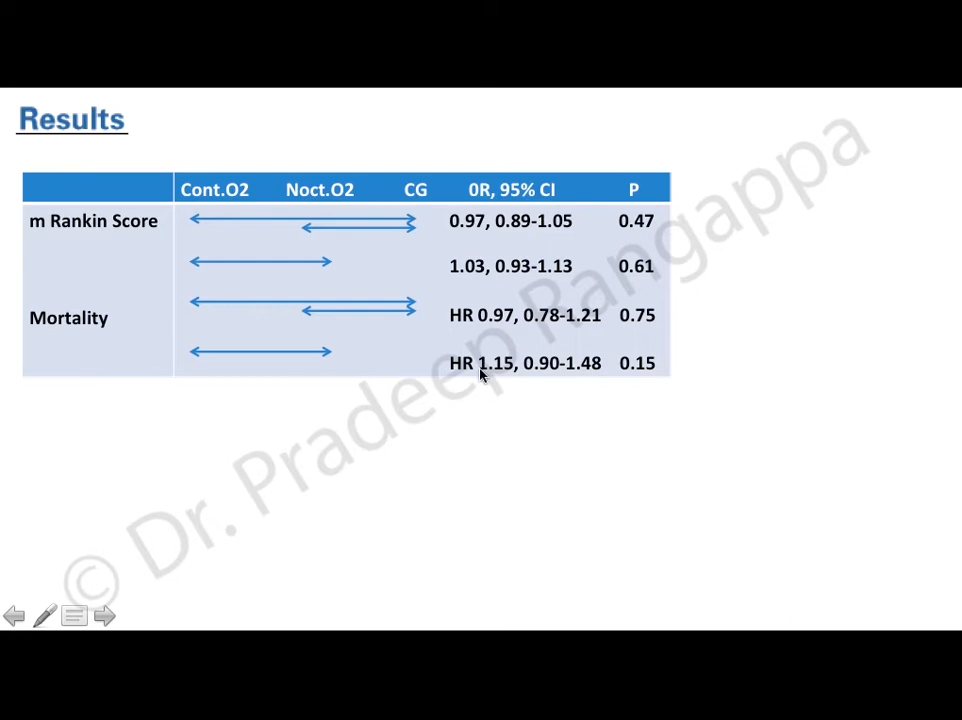 Results
Cont.O2 Noct.O2 CG 0R, 95% CI P
m Rankin Score 0.97, 0.89-1.05 0.47
1.03, 0.93-1.13 0.61
Mortality HR 0.97, 0.78-1.21 0.75
HR 1.15, 0.90-1.48 0.15
© Dr. Pradeep Rangappa